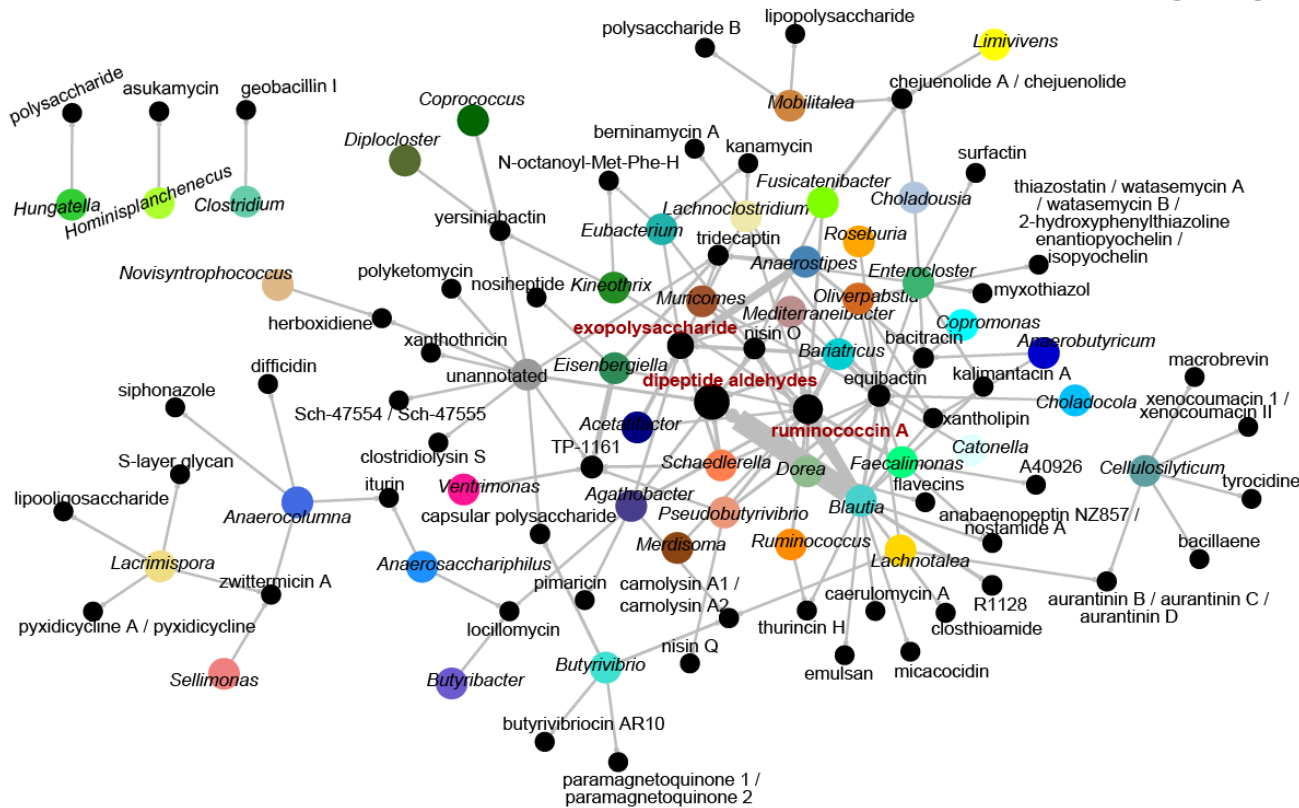 lipopolysaccharide
polysaccharide B
Limivivens
polysaccharide
asukamycin
geobacillin I
Coprococcus
chejuenolide A / chejuenolide
Mobilitalea
Diplocloster
berninamycin A
kanamycin
surfactin
N-octanoyl-Met-Phe-H
Fusicatenibacter
thiazostatin / watasemycin A
/ watasemycin B /
2-hydroxyphenylthiazoline
enantiopyochelin /
isopyochelin
Hungatella
Hominisplanchenecus
Clostridium
Lachnoclostridium
Choladousia
yersiniabactin
Eubacterium
Roseburia
tridecaptin
Anaerostipes
Enterocloster
Novisyntrophococcus
polyketomycin
nosiheptide
Kineothrix
Muricomes
Oliverpabstia
myxothiazol
Mediterraneibacter
herboxidiene
exopolysaccharide
nisin O
Copromonas
xanthothricin
Bariatricus
bacitracin
Anaerobutyricum
difficidin
unannotated
Eisenbergiella
dipeptide aldehydes
equibactin
kalimantacin A
macrobrevin
siphonazole
Sch-47554 / Sch-47555
Acetatifactor
ruminococcin A
xantholipin
Choladocola
xenocoumacin 1 /
xenocoumacin II
clostridiolysin S
TP-1161
Catonella
S-layer glycan
iturin
Ventrimonas
Schaedlerella
Dorea
Faecalimonas
A40926
Cellulosilyticum
tyrocidine
lipooligosaccharide
Anaerocolumna
capsular polysaccharide
Agathobacter
Pseudobutyrivibrio
Blautia
flavecins
anabaenopeptin NZ857 /
nostamide A
Lacrimispora
Anaerosacchariphilus
Merdisoma
Ruminococcus
Lachnotalea
bacillaene
zwittermicin A
pimaricin
carnolysin A1 /
carnolysin A2
caerulomycin A
R1128
aurantinin B / aurantinin C /
aurantinin D
pyxidicycline A / pyxidicycline
locillomycin
thurincin H
closthioamide
Sellimonas
Butyribacter
Butyrivibrio
nisin Q
emulsan
micacocidin
butyrivibriocin AR10
paramagnetoquinone 1 /
paramagnetoquinone 2